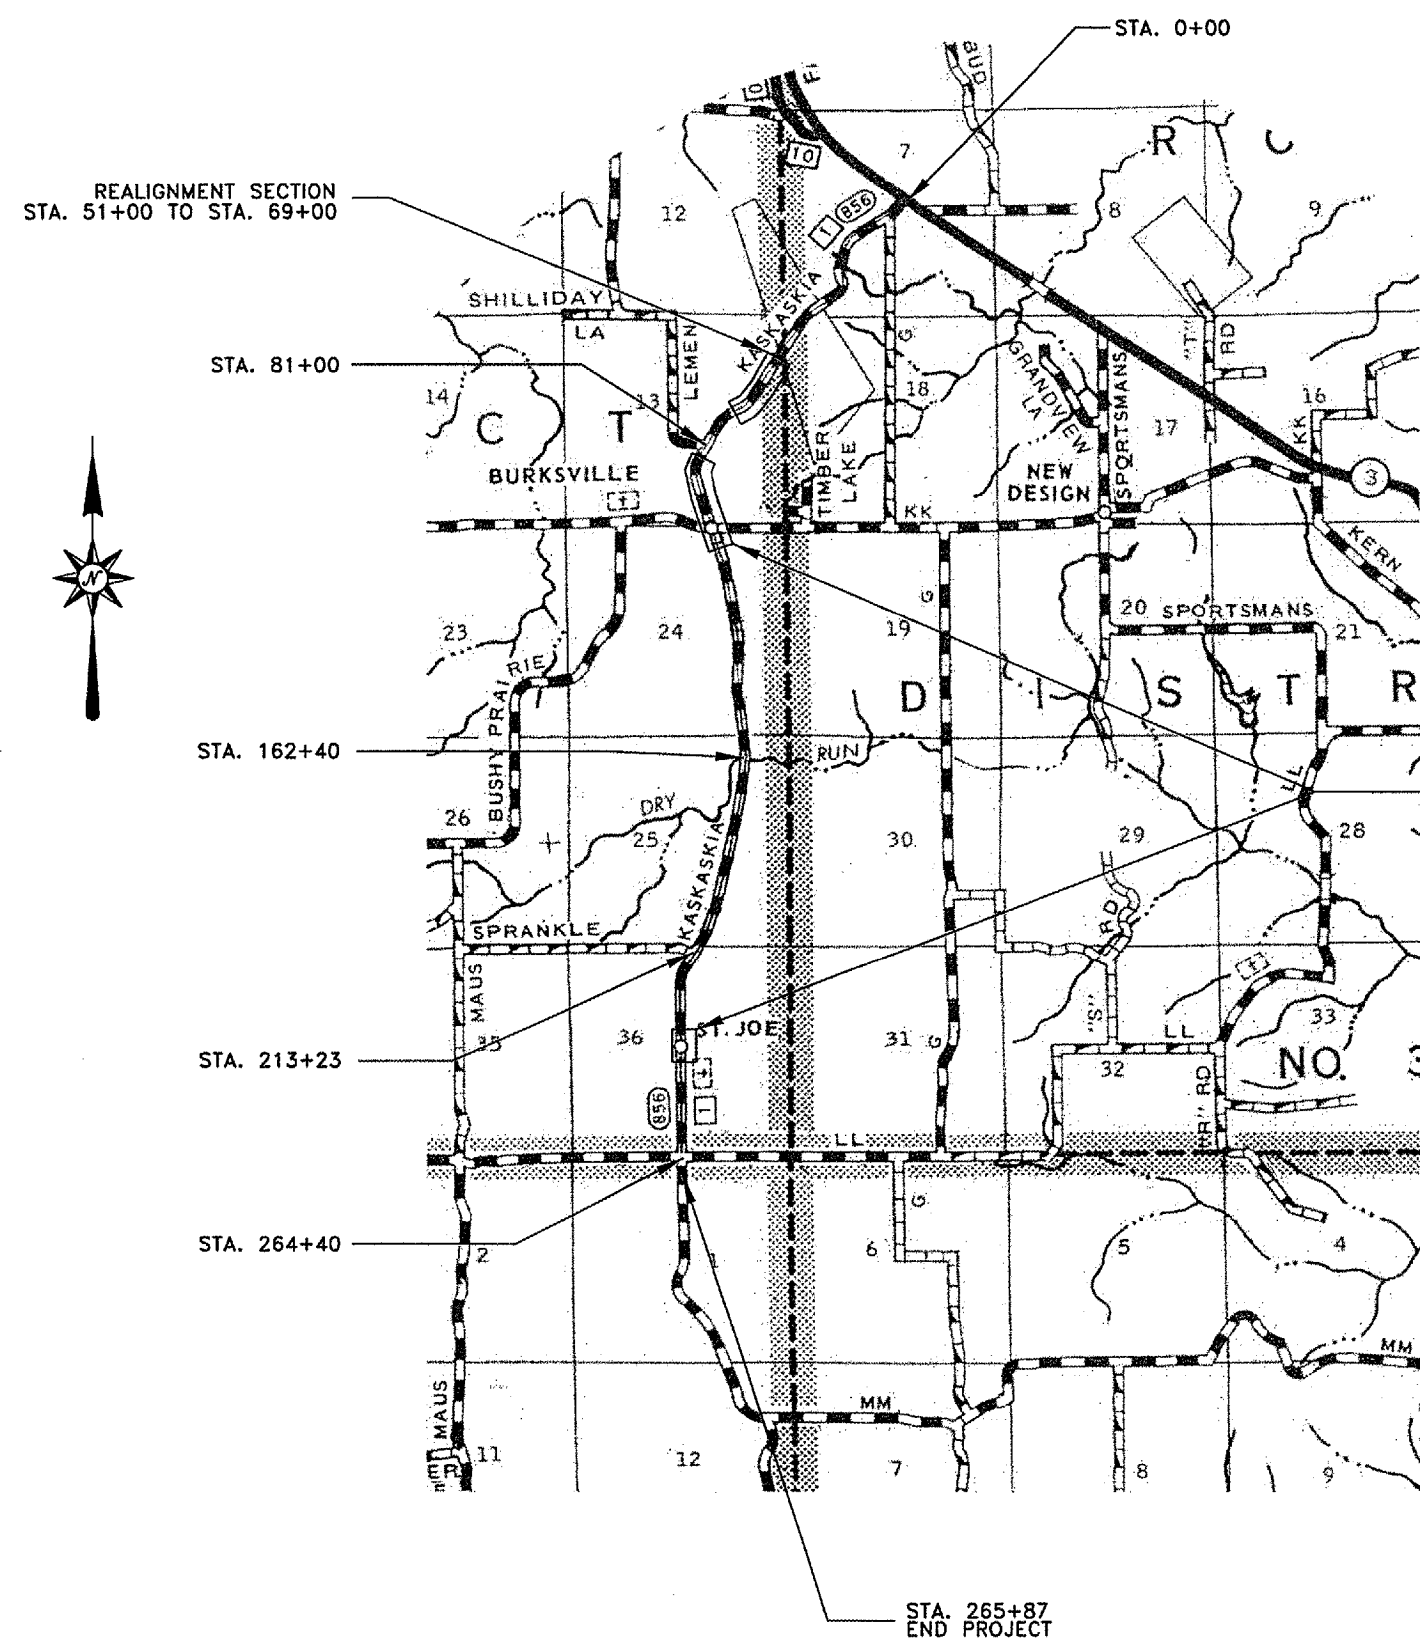 STA. 0+00
BUD
FI
10
7
R C
REALIGNMENT SECTION
STA. 51+00 TO STA. 69+00
12
1
856
8
9
SHILLIDAY
LA
KASKASKIA
LEMEN
G
GRANDVIEW
LA
SPORTSMANS
"T"
RD
STA. 81+00
14
13
18
17
16
KK
C T
BURKSVILLE
TIMBER
LAKE
NEW
DESIGN
3
KK
KERN
N
23
24
G
19
20
SPORTSMANS
21
BUSHY PRAIRIE
D I S T R
STA. 162+40
RUN
LL
26
DRY
25
KASKASKIA
30
29
28
SPRANKLE
RD
MAUS
35
36
ST. JOE
31
G
"S"
LL
33
STA. 213+23
32
NO. 3
856
1
"R" RD
LL
STA. 264+40
2
1
6
G
5
4
MM
MAUS
MM
11
12
7
8
9
ER
STA. 265+87
END PROJECT